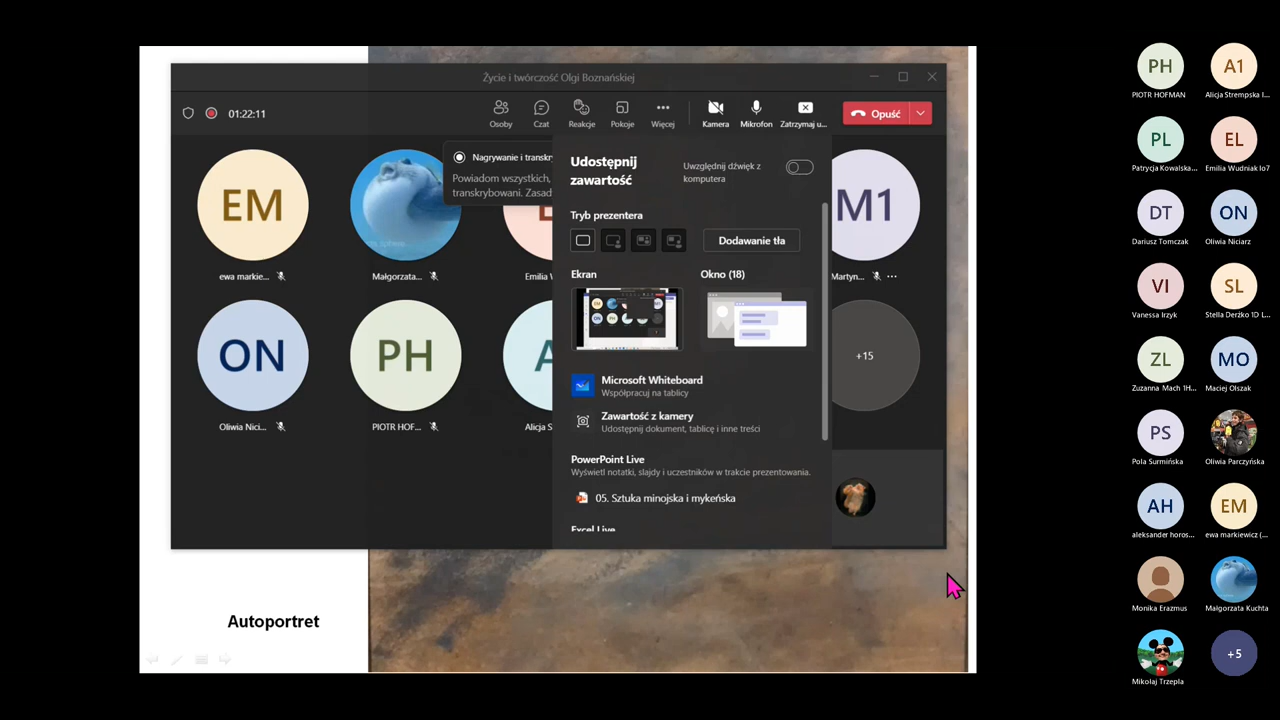 Życie i twórczość Olgi Boznańskiej
01:22:11
Osoby
Czat
Reakcje
Pokoje
Więcej
Kamera
Mikrofon
Zatrzymaj u...
Opuść
Nagrywanie i transkry
Powiadom wszystkich,
transkrybowani. Zasad
EM
ewa markie...
Małgorzata...
Emilia W
M1
Martyn...
ON
Oliwia Nici...
PH
PIOTR HOF...
A
Alicja S
+15
Udostępnij
zawartość
Uwzględnij dźwięk z
komputera
Tryb prezentera
Dodawanie tła
Ekran
Okno (18)
Microsoft Whiteboard
Współpracuj na tablicy
Zawartość z kamery
Udostępnij dokument, tablicę i inne treści
PowerPoint Live
Wyświetl notatki, slajdy i uczestników w trakcie prezentowania.
05. Sztuka minojska i mykeńska
Excel Live
Autoportret
PH
PIOTR HOFMAN
A1
Alicja Strempska I...
PL
Patrycja Kowalska...
EL
Emilia Wudniak lo7
DT
Dariusz Tomczak
ON
Oliwia Niciarz
VI
Vanessa Irzyk
SL
Stella Derżko 1D L...
ZL
Zuzanna Mach 1H...
MO
Maciej Olszak
PS
Pola Surmińska
Oliwia Parczyńska
AH
aleksander horos...
EM
ewa markiewicz (...
Monika Erazmus
Małgorzata Kuchta
Mikołaj Trzepla
+5